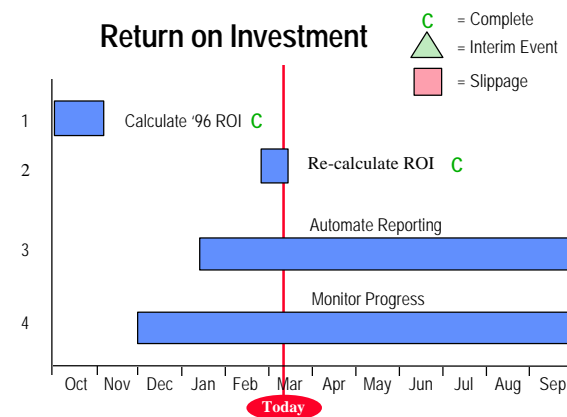 Return on Investment
C = Complete
= Interim Event
= Slippage
1 Calculate '96 ROI C
2 Re-calculate ROI C
Automate Reporting
3
Monitor Progress
4
Oct Nov Dec Jan Feb Mar Apr May Jun Jul Aug Sep
Today